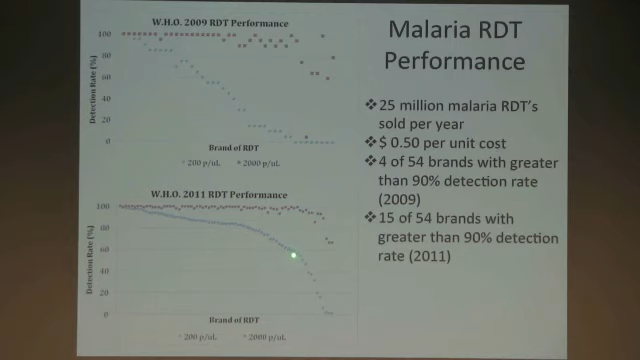 W.H.O. 2009 RDT Performance
100
80
60
40
20
0
Detection Rate (%)
Brand of RDT
200 p/uL
2000 p/uL
W.H.O. 2011 RDT Performance
100
80
60
40
20
0
Detection Rate (%)
Brand of RDT
200 p/uL
2000 p/uL
Malaria RDT
Performance
❖25 million malaria RDT's
sold per year
❖$ 0.50 per unit cost
❖4 of 54 brands with greater
than 90% detection rate
(2009)
❖15 of 54 brands with
greater than 90% detection
rate (2011)